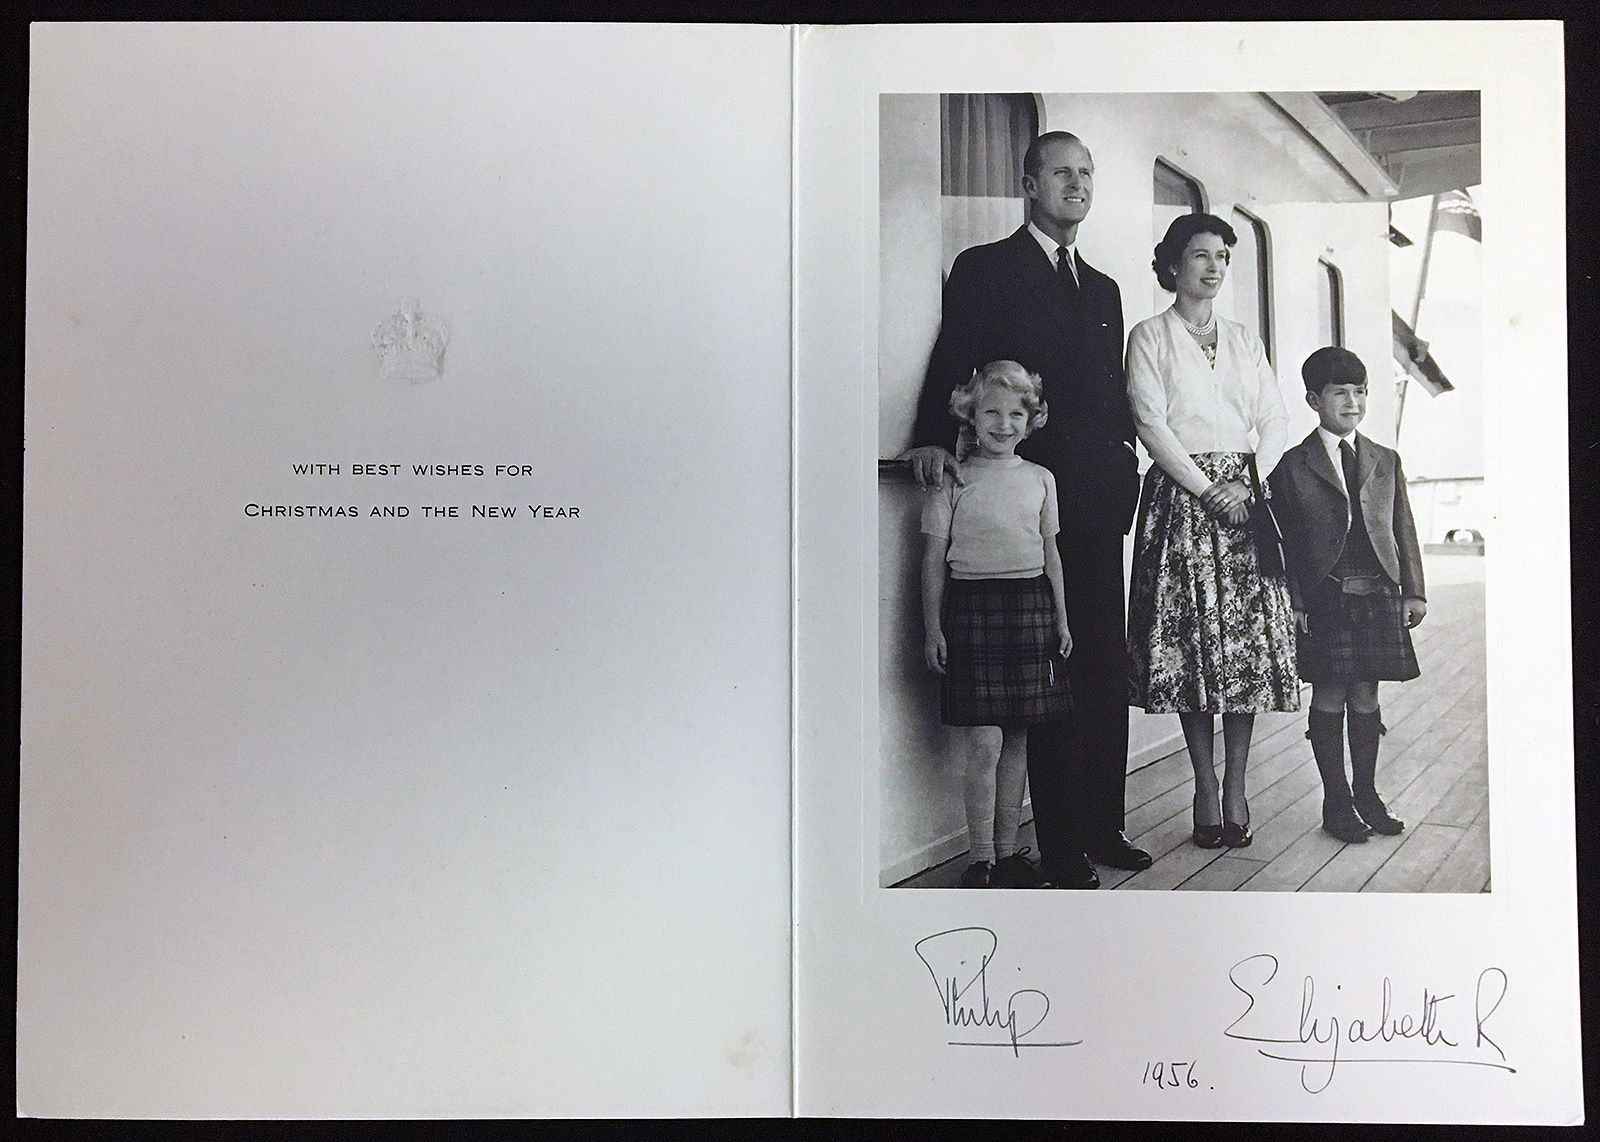 WITH BEST WISHES FOR
CHRISTMAS AND THE NEW YEAR
Philip
Elizabeth R
1956.